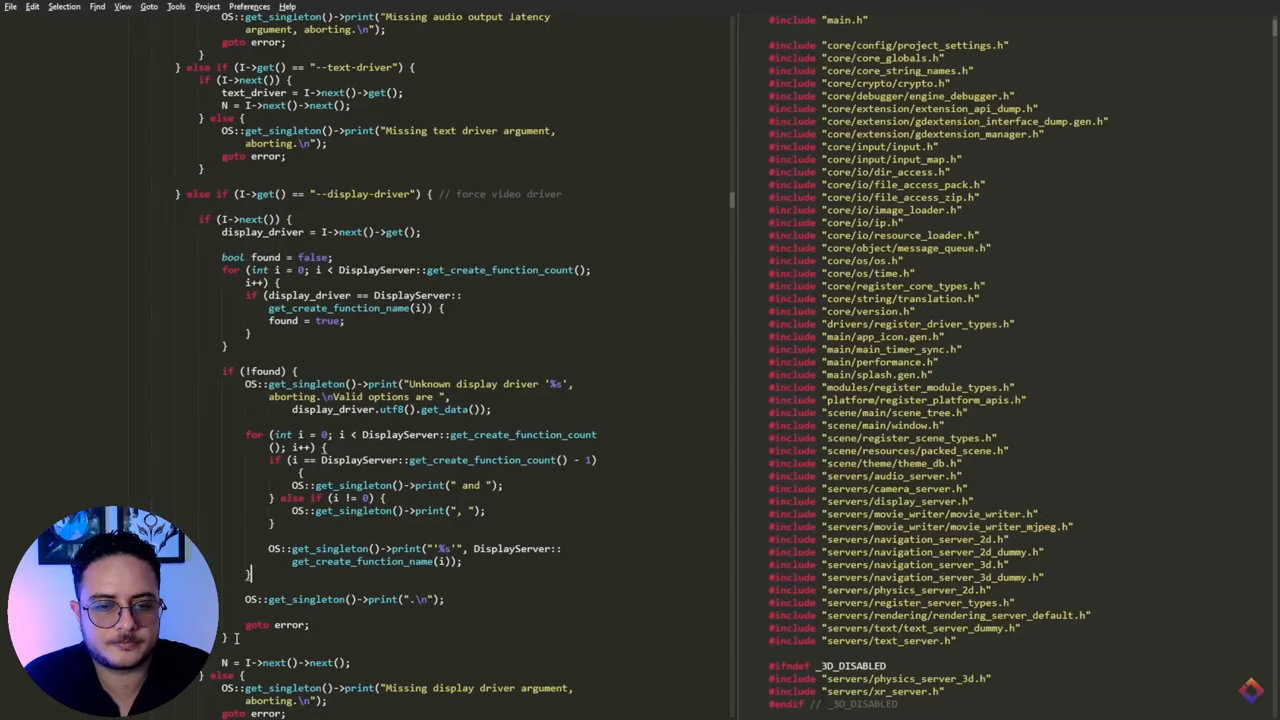 File Edit Selection Find View Goto Tools Project Preferences Help
OS::get_singleton()->print("Missing audio output latency
argument, aborting.\n");
goto error;
}
} else if (I->get() == "--text-driver") {
if (I->next()) {
text_driver = I->next()->get();
N = I->next()->next();
} else {
OS::get_singleton()->print("Missing text driver argument,
aborting.\n");
goto error;
}
} else if (I->get() == "--display-driver") { // force video driver
if (I->next()) {
display_driver = I->next()->get();
bool found = false;
for (int i = 0; i < DisplayServer::get_create_function_count();
i++) {
if (display_driver == DisplayServer::
get_create_function_name(i)) {
found = true;
}
}
if (!found) {
OS::get_singleton()->print("Unknown display driver '%s',
aborting.\nValid options are ",
display_driver.utf8().get_data());
for (int i = 0; i < DisplayServer::get_create_function_count
(); i++) {
if (i == DisplayServer::get_create_function_count() - 1)
{
OS::get_singleton()->print(" and ");
} else if (i != 0) {
OS::get_singleton()->print(", ");
}
OS::get_singleton()->print("'%s'", DisplayServer::
get_create_function_name(i));
}
OS::get_singleton()->print(".\n");
goto error;
}
N = I->next()->next();
} else {
OS::get_singleton()->print("Missing display driver argument,
aborting.\n");
goto error;
#include "main.h"
#include "core/config/project_settings.h"
#include "core/core_globals.h"
#include "core/core_string_names.h"
#include "core/crypto/crypto.h"
#include "core/debugger/engine_debugger.h"
#include "core/extension/extension_api_dump.h"
#include "core/extension/gdextension_interface_dump.gen.h"
#include "core/extension/gdextension_manager.h"
#include "core/input/input.h"
#include "core/input/input_map.h"
#include "core/io/dir_access.h"
#include "core/io/file_access_pack.h"
#include "core/io/file_access_zip.h"
#include "core/io/image_loader.h"
#include "core/io/ip.h"
#include "core/io/resource_loader.h"
#include "core/object/message_queue.h"
#include "core/os/os.h"
#include "core/os/time.h"
#include "core/register_core_types.h"
#include "core/string/translation.h"
#include "core/version.h"
#include "drivers/register_driver_types.h"
#include "main/app_icon.gen.h"
#include "main/main_timer_sync.h"
#include "main/performance.h"
#include "main/splash.gen.h"
#include "modules/register_module_types.h"
#include "platform/register_platform_apis.h"
#include "scene/main/scene_tree.h"
#include "scene/main/window.h"
#include "scene/register_scene_types.h"
#include "scene/resources/packed_scene.h"
#include "scene/theme/theme_db.h"
#include "servers/audio_server.h"
#include "servers/camera_server.h"
#include "servers/display_server.h"
#include "servers/movie_writer/movie_writer.h"
#include "servers/movie_writer/movie_writer_mjpeg.h"
#include "servers/navigation_server_2d.h"
#include "servers/navigation_server_2d_dummy.h"
#include "servers/navigation_server_3d.h"
#include "servers/navigation_server_3d_dummy.h"
#include "servers/physics_server_2d.h"
#include "servers/register_server_types.h"
#include "servers/rendering/rendering_server_default.h"
#include "servers/text/text_server_dummy.h"
#include "servers/text_server.h"
#ifndef _3D_DISABLED
#include "servers/physics_server_3d.h"
#include "servers/xr_server.h"
#endif // _3D_DISABLED